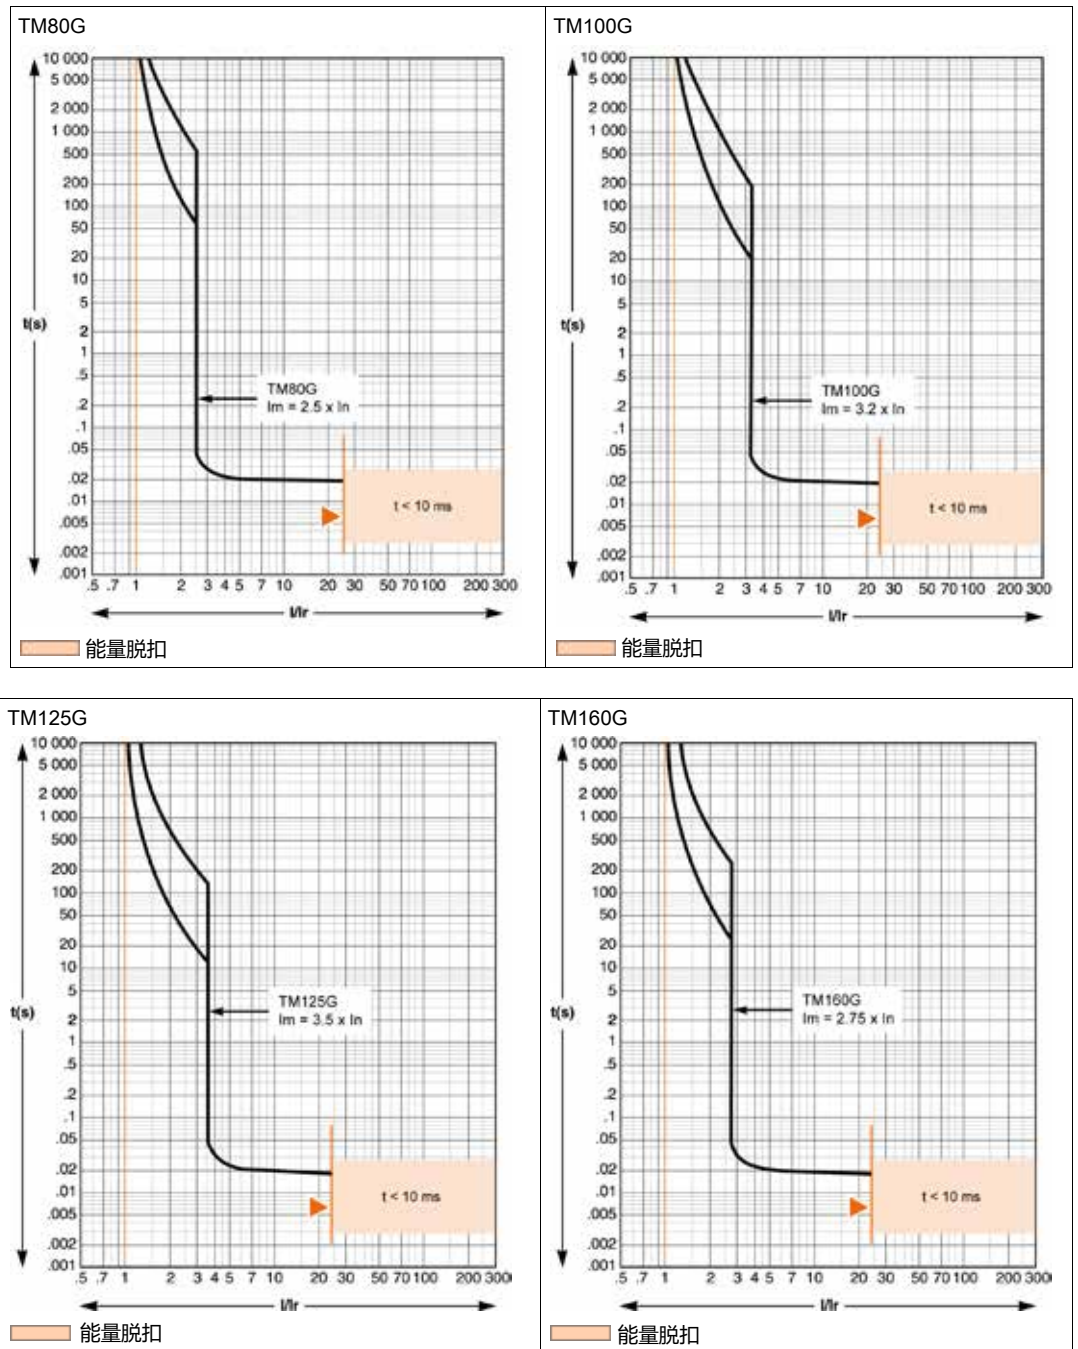 TM80G
10 000
5 000
2 000
1 000
500
200
100
50
20
10
5
2
1
.5
.2
.1
.05
.02
.01
.005
.002
.001
t(s)
TM80G
Im = 2.5 x In
t < 10 ms
.5 .7 1 2 3 4 5 7 10 20 30 50 70 100 200 300
I/Ir
能量脱扣
TM100G
10 000
5 000
2 000
1 000
500
200
100
50
20
10
5
2
1
.5
.2
.1
.05
.02
.01
.005
.002
.001
t(s)
TM100G
Im = 3.2 x In
t < 10 ms
.5 .7 1 2 3 4 5 7 10 20 30 50 70 100 200 300
I/Ir
能量脱扣
TM125G
10 000
5 000
2 000
1 000
500
200
100
50
20
10
5
2
1
.5
.2
.1
.05
.02
.01
.005
.002
.001
t(s)
TM125G
Im = 3.5 x In
t < 10 ms
.5 .7 1 2 3 4 5 7 10 20 30 50 70 100 200 300
I/Ir
能量脱扣
TM160G
10 000
5 000
2 000
1 000
500
200
100
50
20
10
5
2
1
.5
.2
.1
.05
.02
.01
.005
.002
.001
t(s)
TM160G
Im = 2.75 x In
t < 10 ms
.5 .7 1 2 3 4 5 7 10 20 30 50 70 100 200 300
I/Ir
能量脱扣